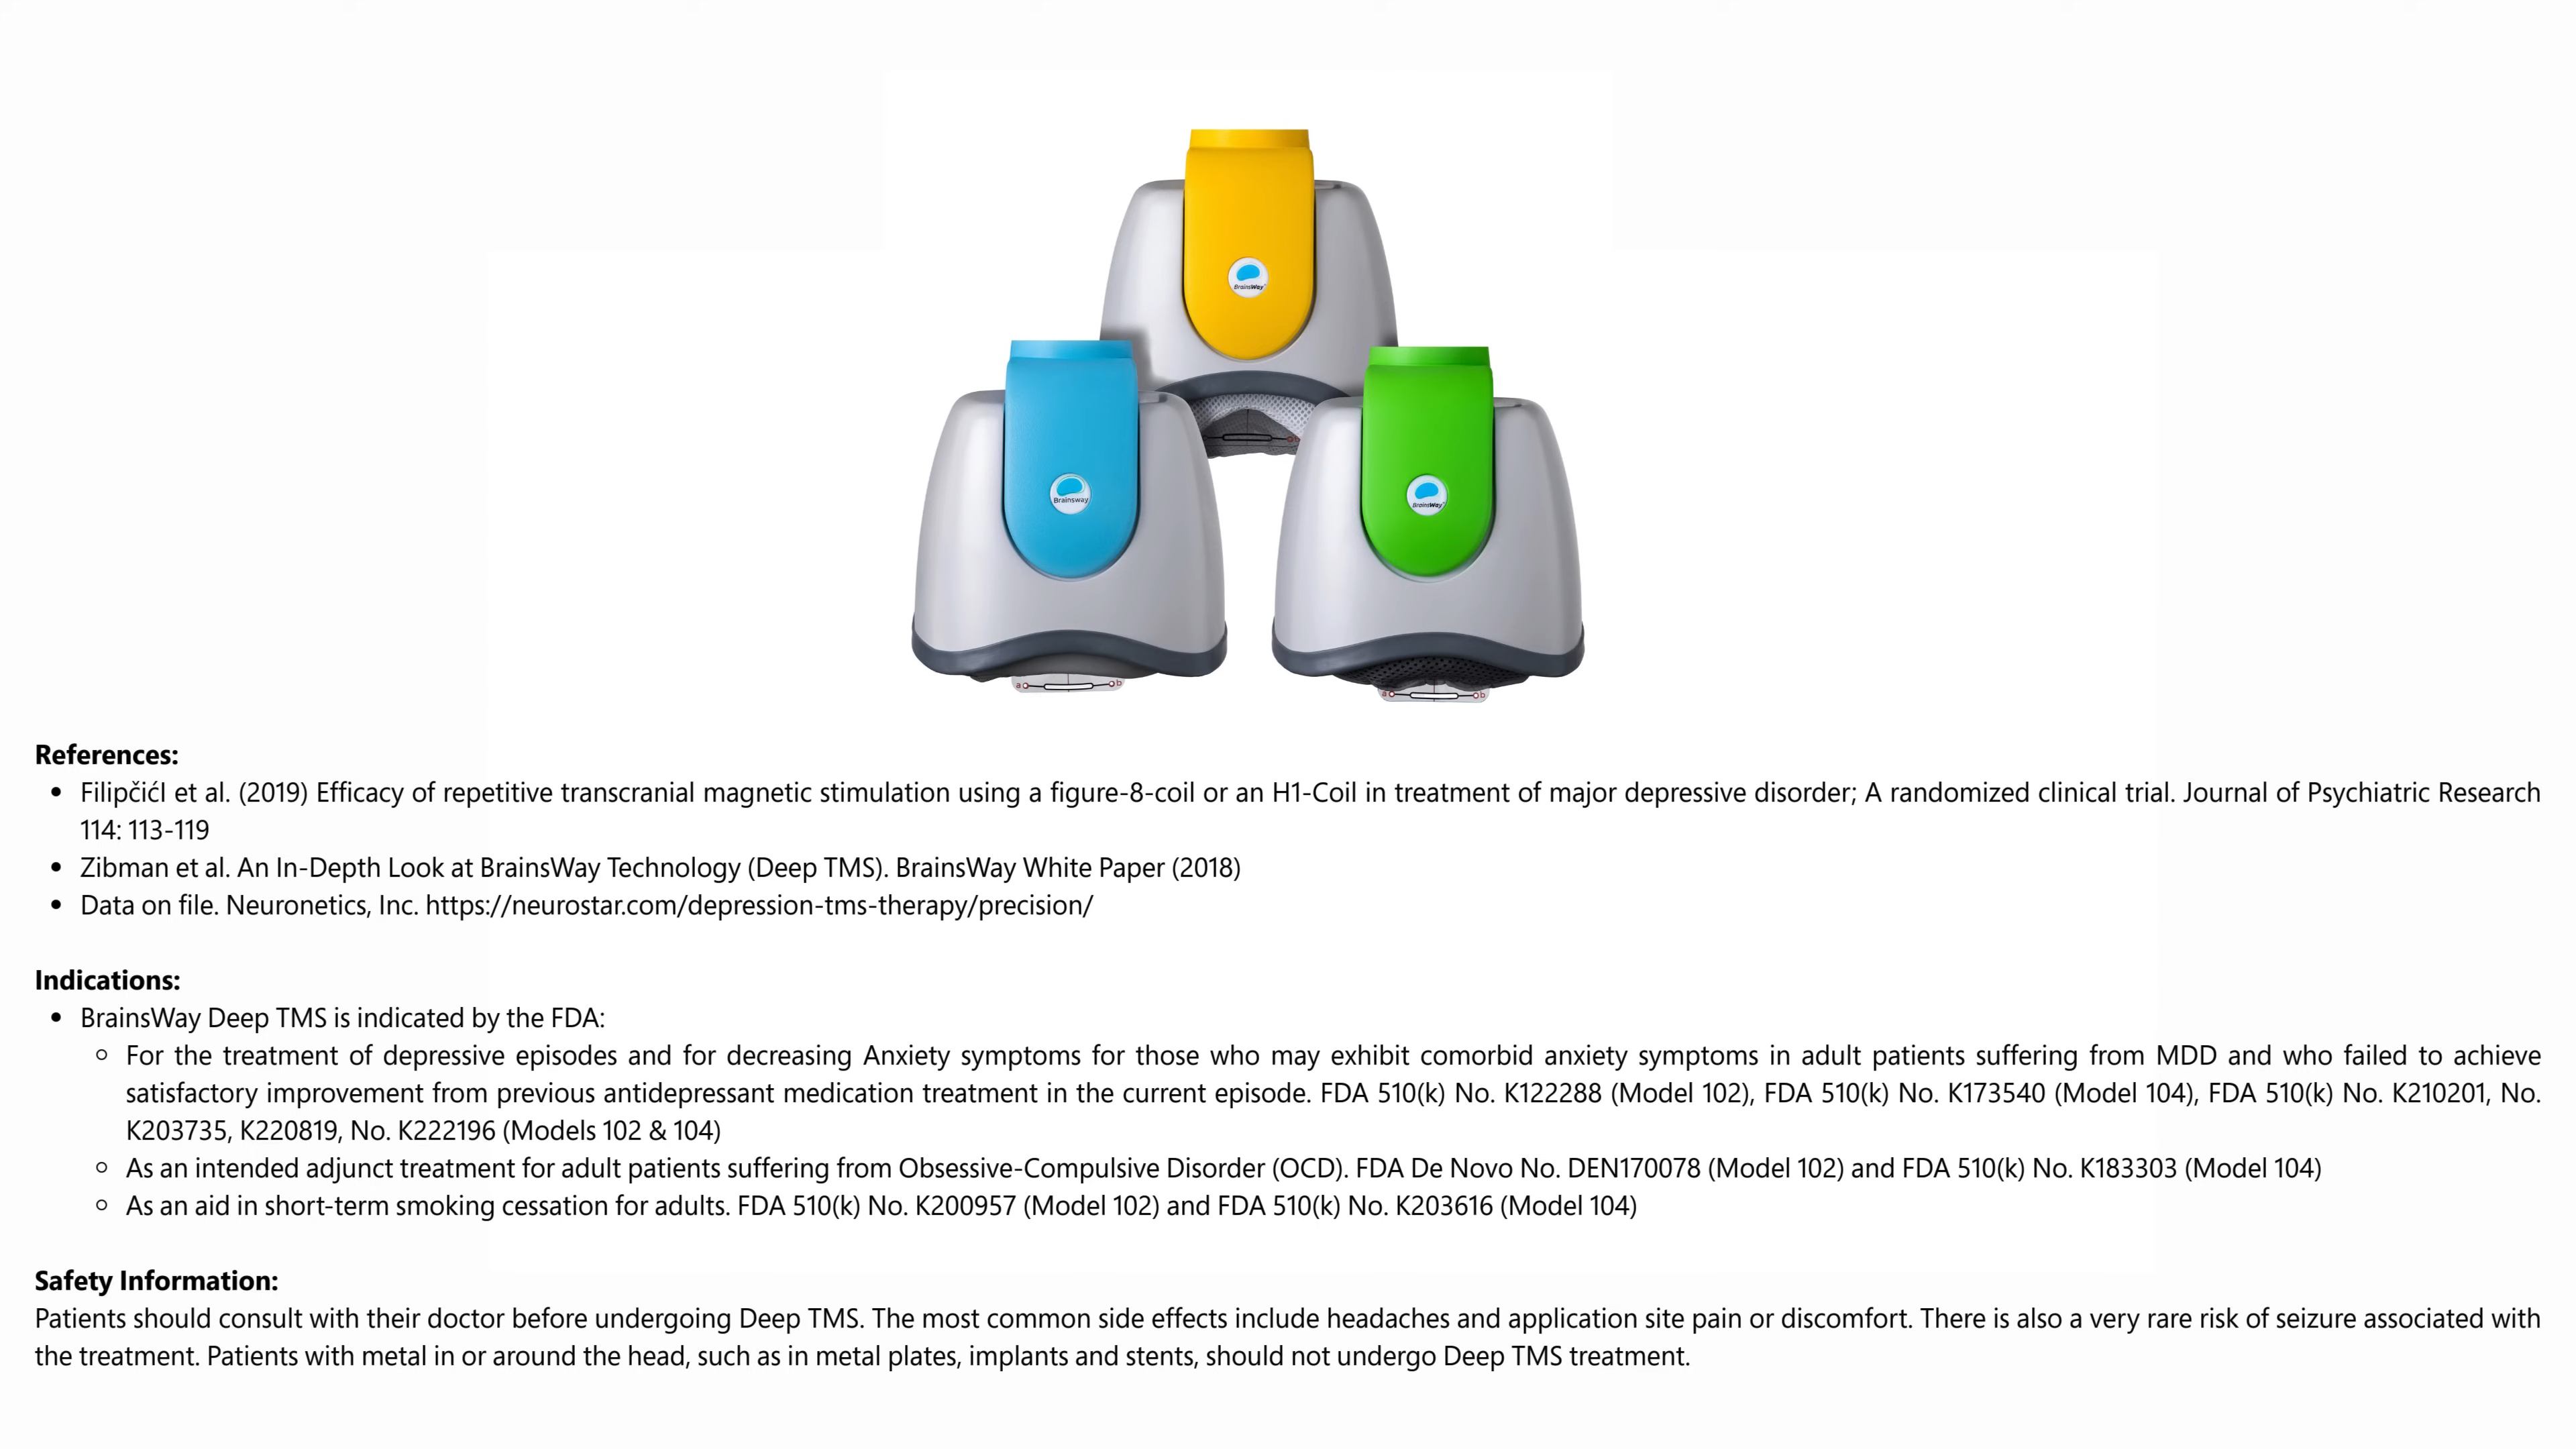 BrainsWay
Brainsway
BrainsWay
a b
a b
References:
• FilipčićI et al. (2019) Efficacy of repetitive transcranial magnetic stimulation using a figure-8-coil or an H1-Coil in treatment of major depressive disorder; A randomized clinical trial. Journal of Psychiatric Research
114: 113-119
• Zibman et al. An In-Depth Look at BrainsWay Technology (Deep TMS). BrainsWay White Paper (2018)
• Data on file. Neuronetics, Inc. https://neurostar.com/depression-tms-therapy/precision/
Indications:
• BrainsWay Deep TMS is indicated by the FDA:
○ For the treatment of depressive episodes and for decreasing Anxiety symptoms for those who may exhibit comorbid anxiety symptoms in adult patients suffering from MDD and who failed to achieve
satisfactory improvement from previous antidepressant medication treatment in the current episode. FDA 510(k) No. K122288 (Model 102), FDA 510(k) No. K173540 (Model 104), FDA 510(k) No. K210201, No.
K203735, K220819, No. K222196 (Models 102 & 104)
○ As an intended adjunct treatment for adult patients suffering from Obsessive-Compulsive Disorder (OCD). FDA De Novo No. DEN170078 (Model 102) and FDA 510(k) No. K183303 (Model 104)
○ As an aid in short-term smoking cessation for adults. FDA 510(k) No. K200957 (Model 102) and FDA 510(k) No. K203616 (Model 104)
Safety Information:
Patients should consult with their doctor before undergoing Deep TMS. The most common side effects include headaches and application site pain or discomfort. There is also a very rare risk of seizure associated with
the treatment. Patients with metal in or around the head, such as in metal plates, implants and stents, should not undergo Deep TMS treatment.